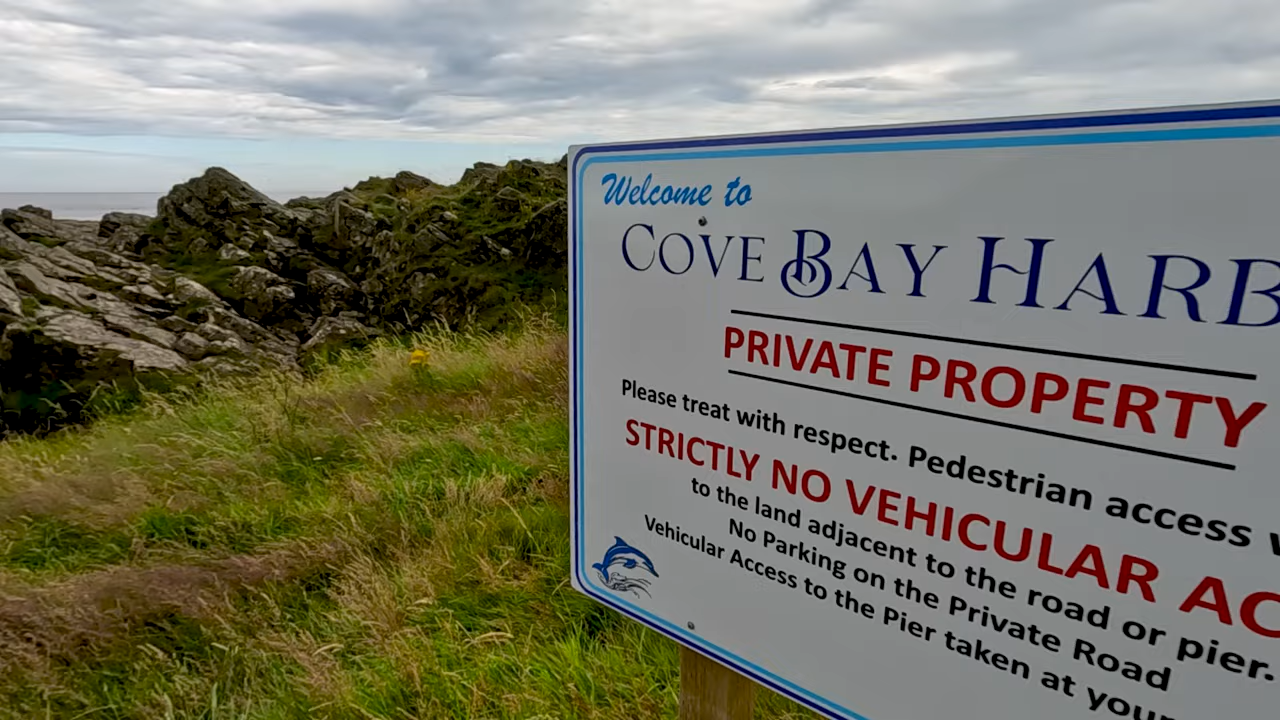 Welcome to
COVE BAY HARB
PRIVATE PROPERTY
Please treat with respect. Pedestrian access
STRICTLY NO VEHICULAR AC
to the land adjacent to the road or pier.
No Parking on the Private Road
Vehicular Access to the Pier taken at your